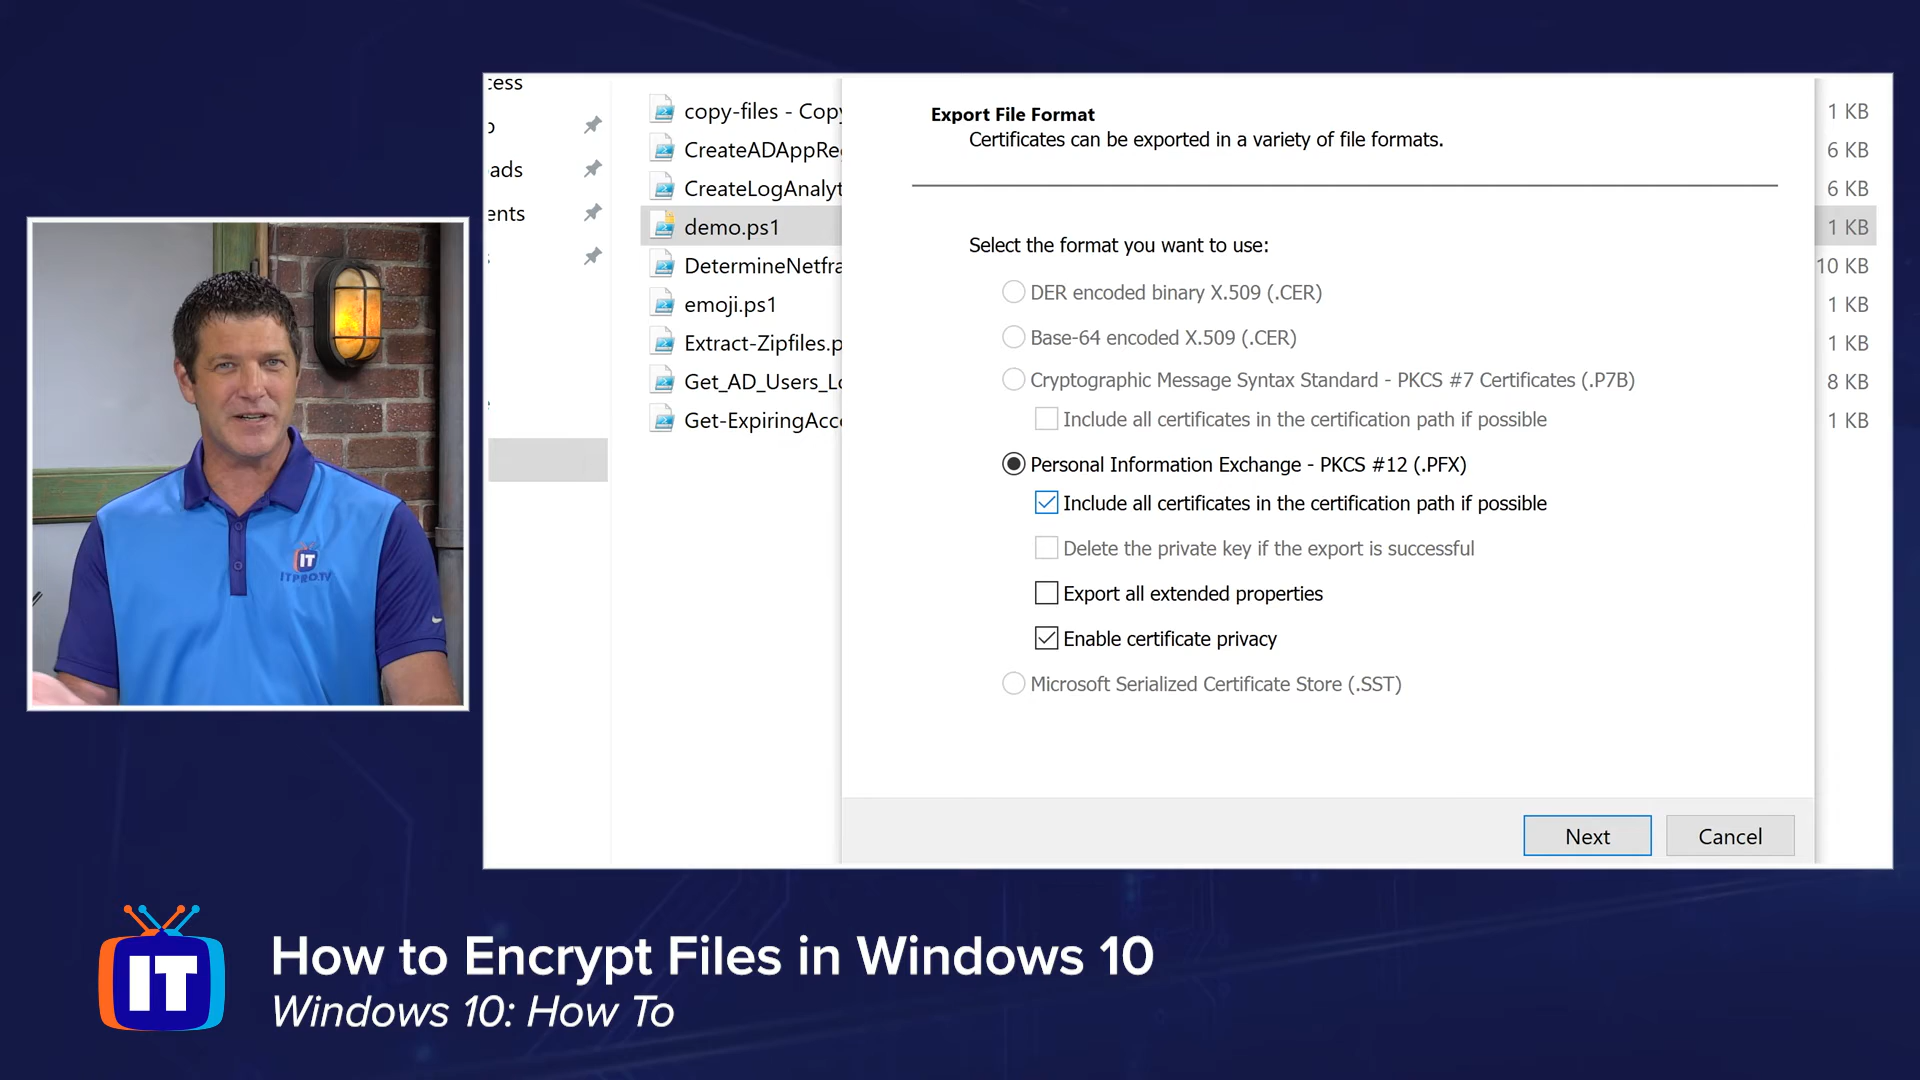 cess
ads
ents
copy-files - Copy
CreateADAppReg
CreateLogAnalyt
demo.ps1
DetermineNetfra
emoji.ps1
Extract-Zipfiles.p
Get_AD_Users_Lo
Get-ExpiringAcco
1 KB
6 KB
6 KB
1 KB
10 KB
1 KB
1 KB
8 KB
1 KB
Export File Format
Certificates can be exported in a variety of file formats.
Select the format you want to use:
DER encoded binary X.509 (.CER)
Base-64 encoded X.509 (.CER)
Cryptographic Message Syntax Standard - PKCS #7 Certificates (.P7B)
Include all certificates in the certification path if possible
Personal Information Exchange - PKCS #12 (.PFX)
Include all certificates in the certification path if possible
Delete the private key if the export is successful
Export all extended properties
Enable certificate privacy
Microsoft Serialized Certificate Store (.SST)
Next
Cancel
IT
ITPRO.TV
IT
How to Encrypt Files in Windows 10
Windows 10: How To